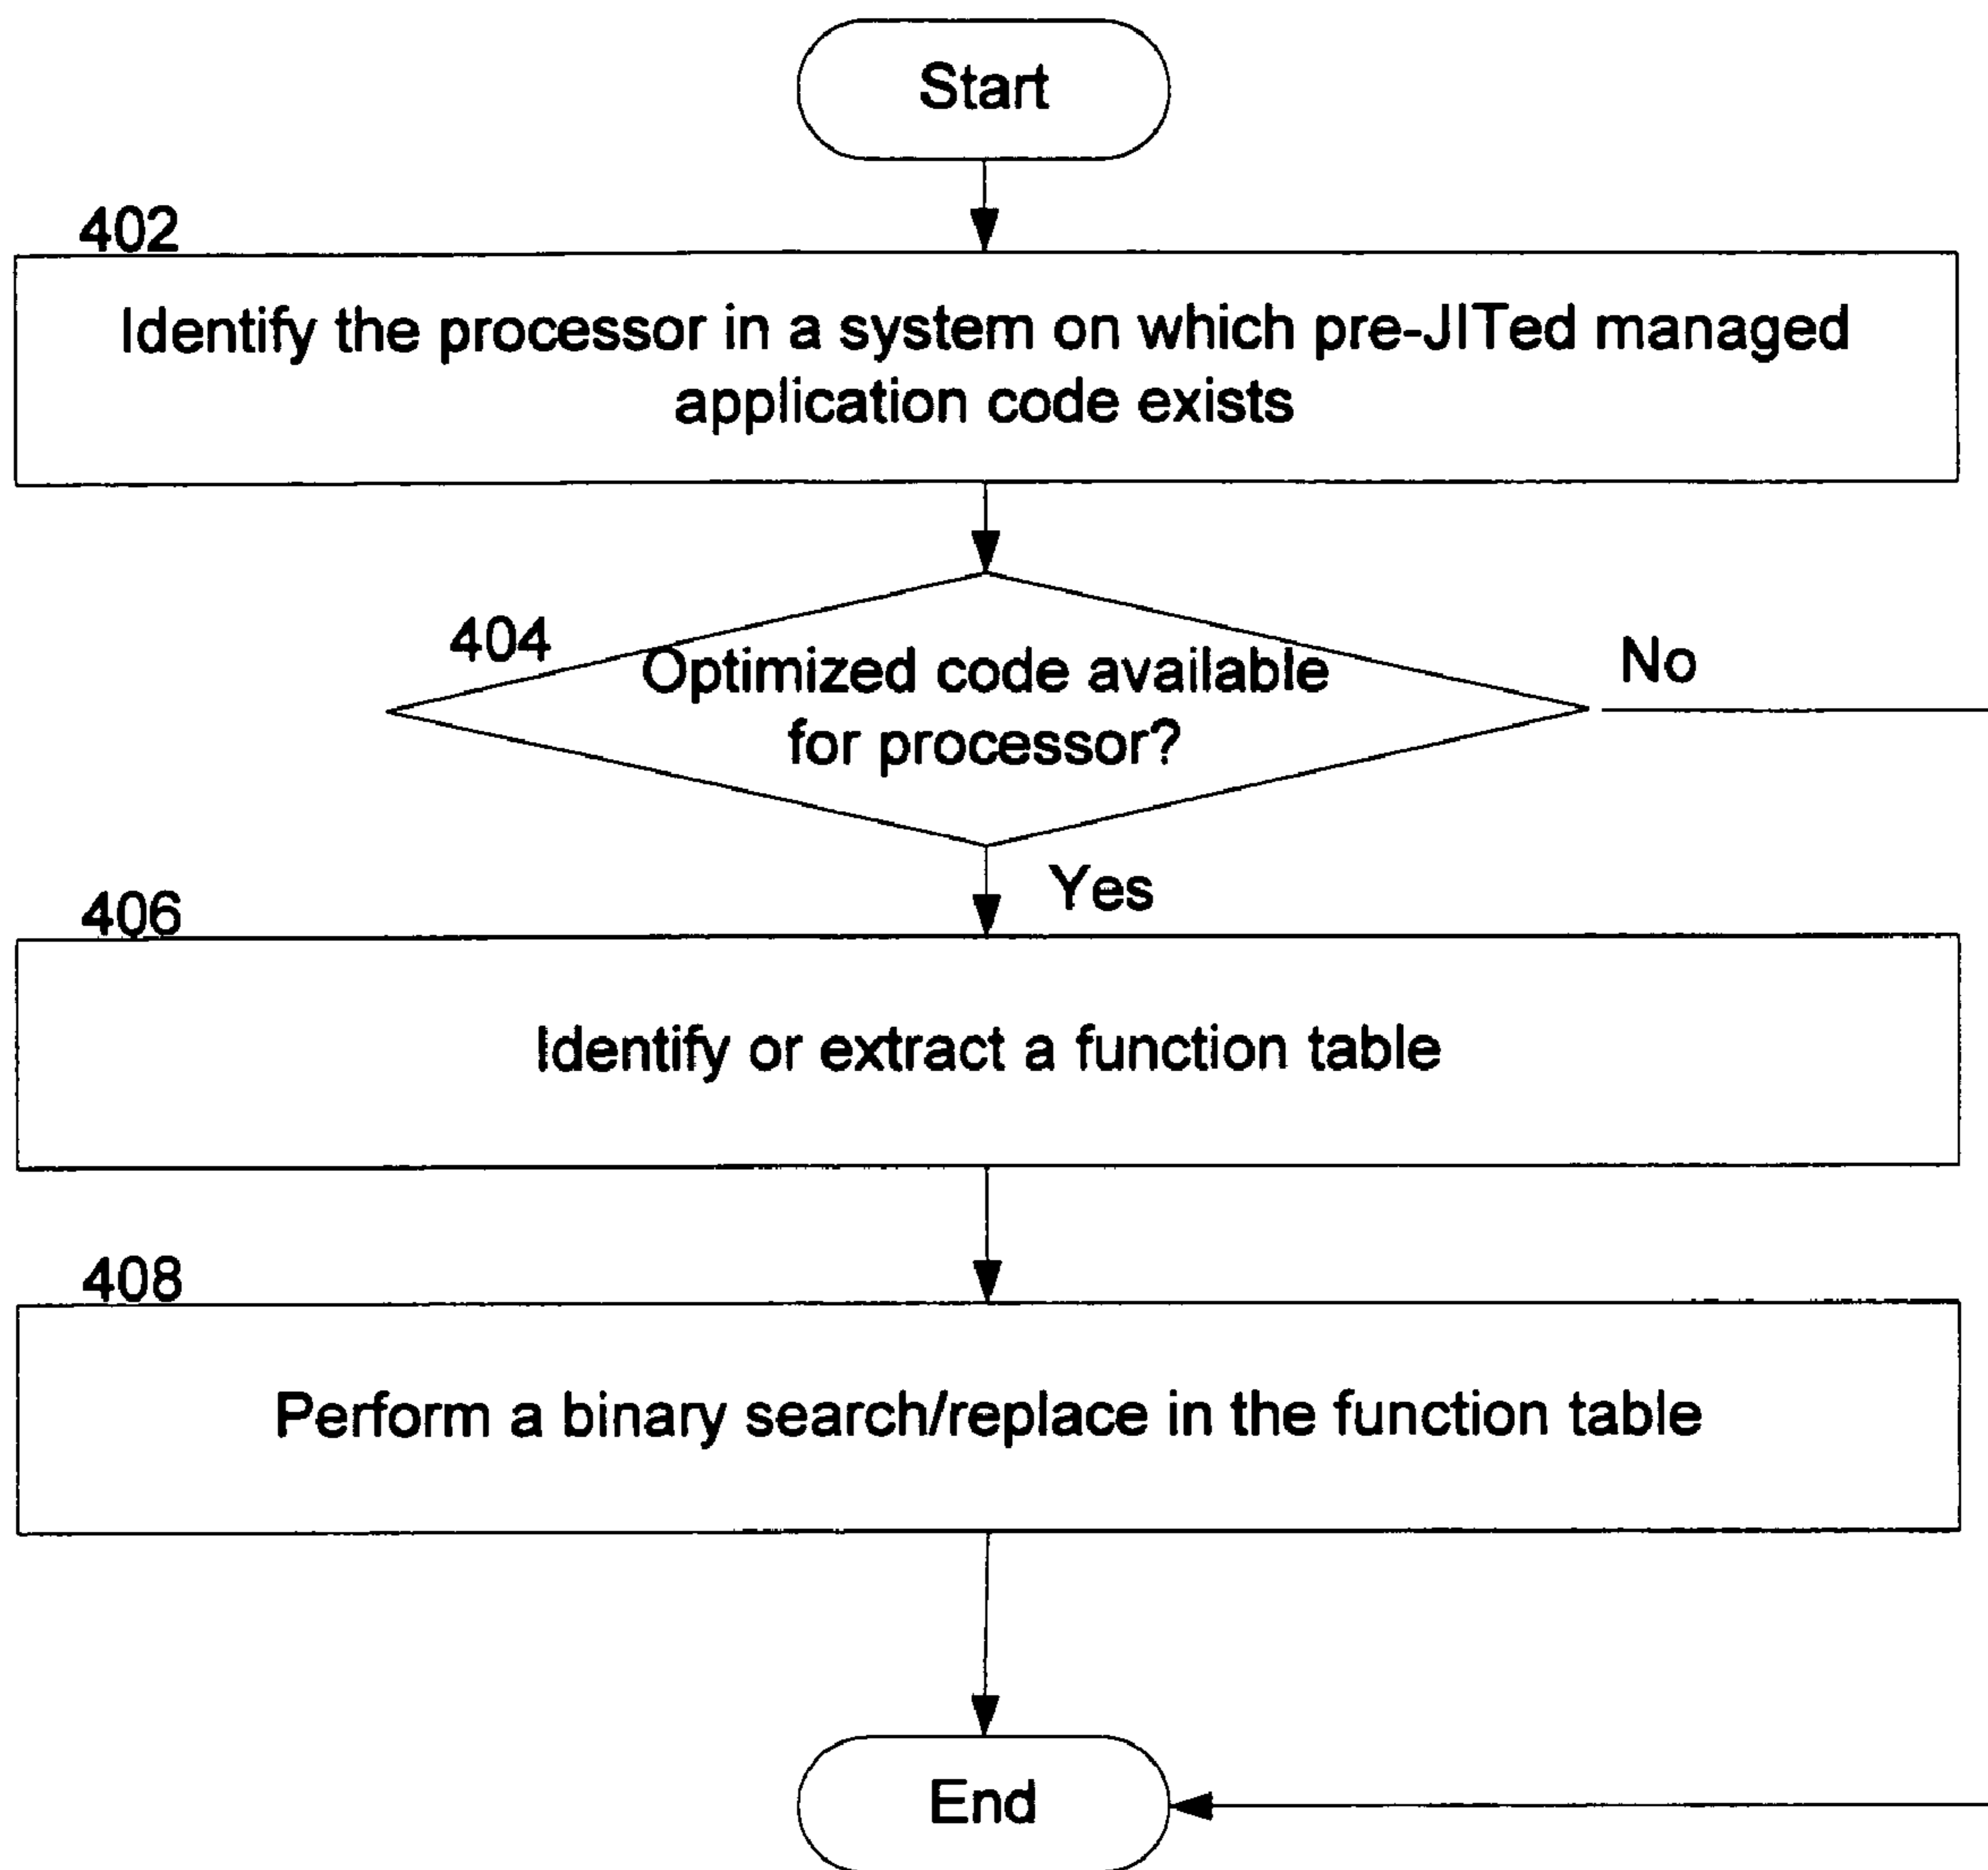 Start
402
Identify the processor in a system on which pre-JITed managed
application code exists
404
Optimized code available
for processor?
No
Yes
406
Identify or extract a function table
408
Perform a binary search/replace in the function table
End